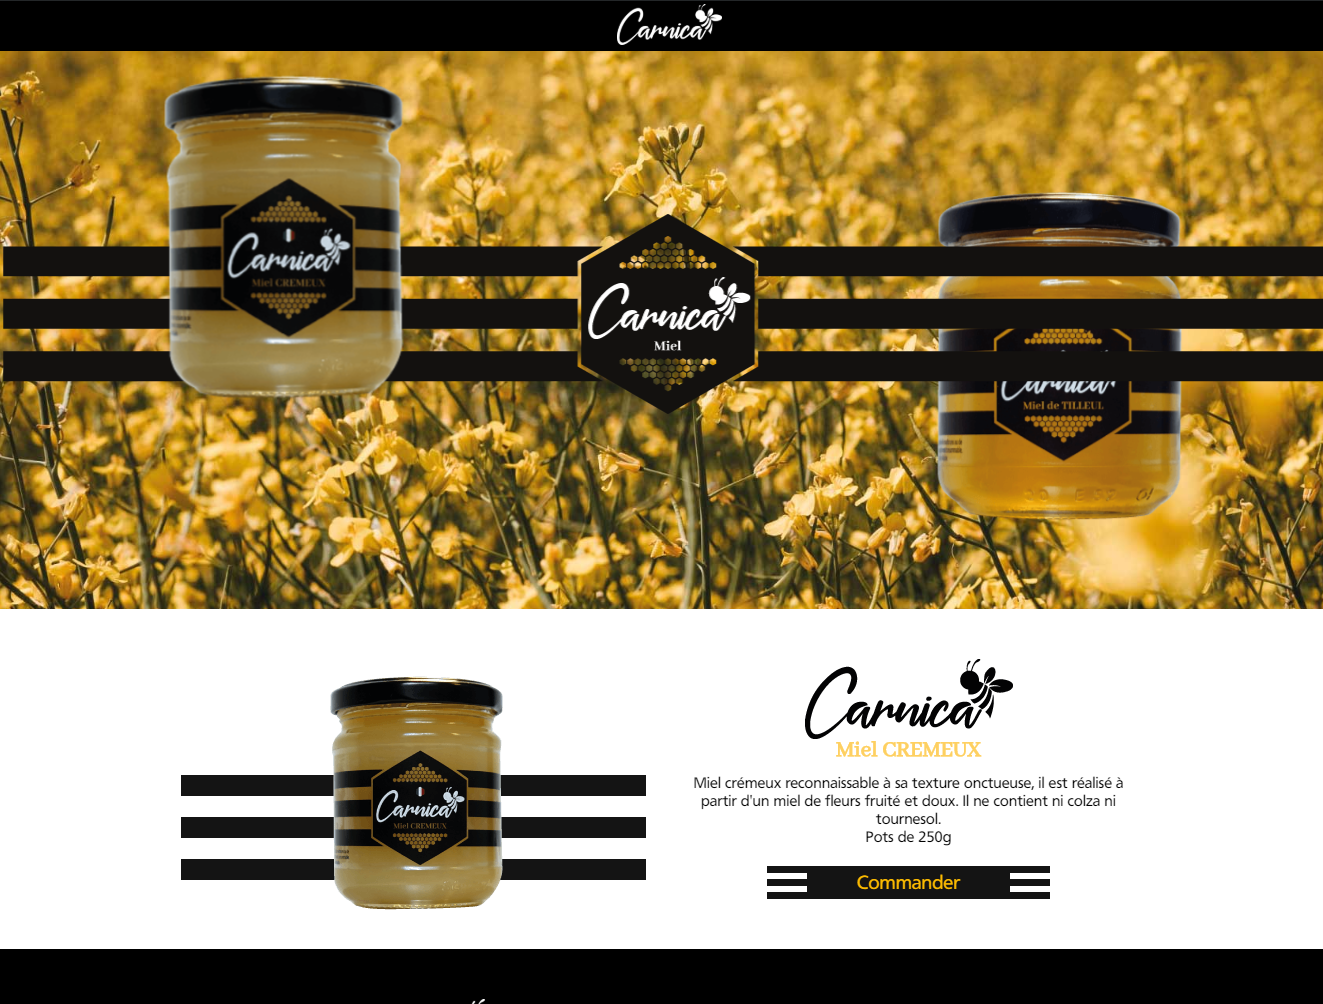 Carnica
Carnica
Miel CREMEUX
Carnica
Miel
Carnica
Miel de TILLEUL
Carnica
Miel CREMEUX
Carnica
Miel CREMEUX
Miel crémeux reconnaissable à sa texture onctueuse, il est réalisé à
partir d'un miel de fleurs fruité et doux. Il ne contient ni colza ni
tournesol.
Pots de 250g
Commander